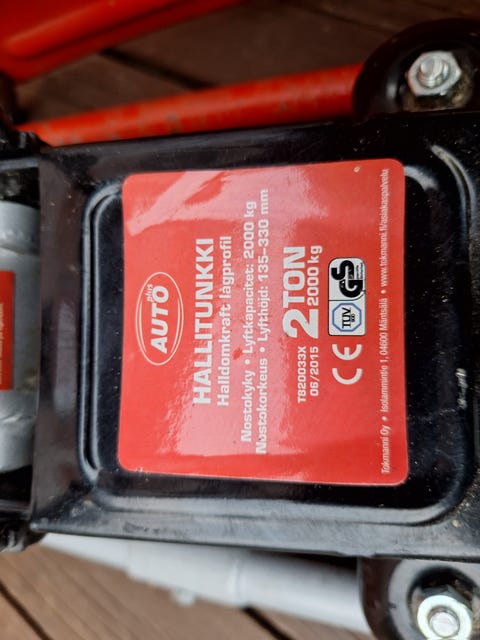 AUTO
plus
HALLITUNKKI
Halldomkraft lågprofil
Nostokyky • Lyftkapacitet: 2000 kg
Nostokorkeus • Lyfthöjd: 135-330 mm
2TON
2000 kg
T820033X
06/2015
CE
TÜV
GS
Tokmanni Oy • Isolammintie 1, 04600 Mäntsälä • www.tokmanni.fi/asiakaspalvelu